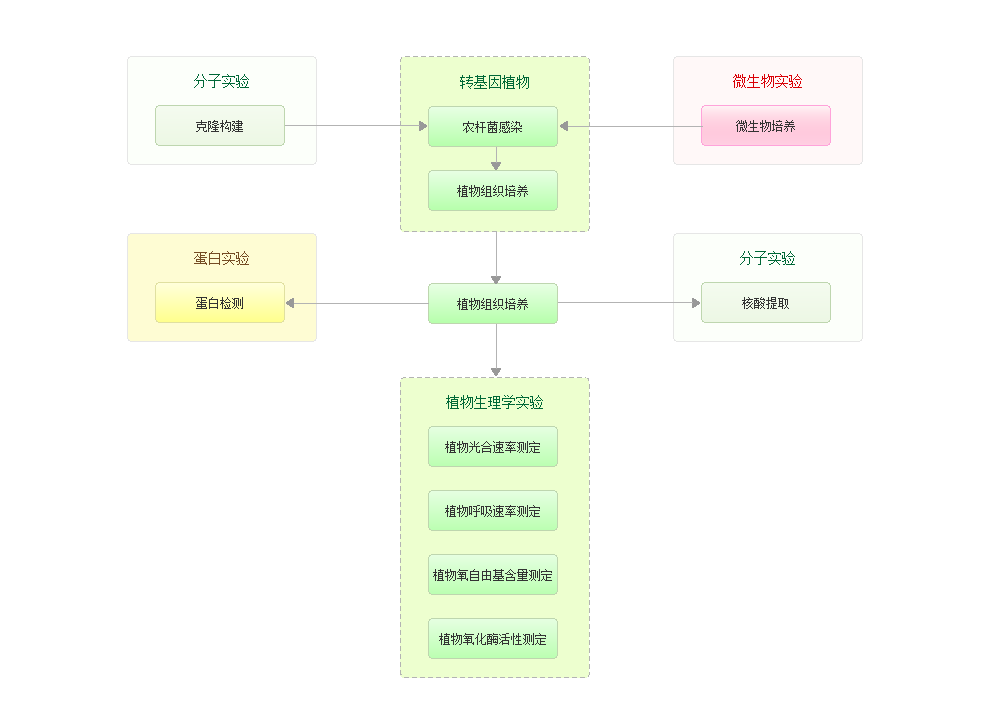 分子实验
转基因植物
微生物实验
克隆构建
农杆菌感染
微生物培养
植物组织培养
蛋白实验
分子实验
蛋白检测
植物组织培养
核酸提取
植物生理学实验
植物光合速率测定
植物呼吸速率测定
植物氧自由基含量测定
植物氧化酶活性测定